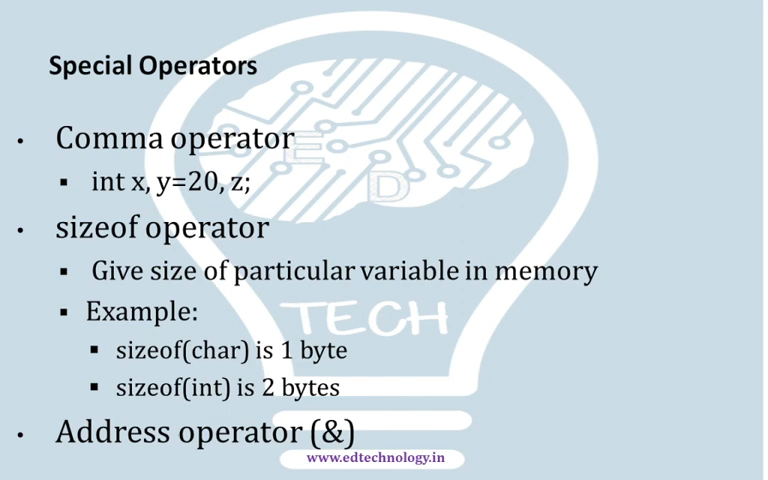 Special Operators
• Comma operator
▪ int x, y=20, z;
• sizeof operator
▪ Give size of particular variable in memory
▪ Example:
▪ sizeof(char) is 1 byte
▪ sizeof(int) is 2 bytes
• Address operator (&)
E
D
TECH
www.edtechnology.in